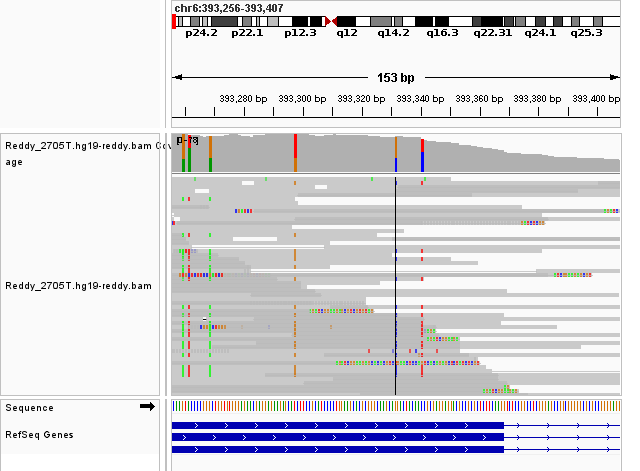 chr6:393,256-393,407
p24.2 p22.1 p12.3 q12 q14.2 q16.3 q22.31 q24.1 q25.3
153 bp
393,280 bp 393,300 bp 393,320 bp 393,340 bp 393,360 bp 393,380 bp 393,400 bp
Reddy_2705T.hg19-reddy.bam Cov
age
Reddy_2705T.hg19-reddy.bam
Sequence
RefSeq Genes